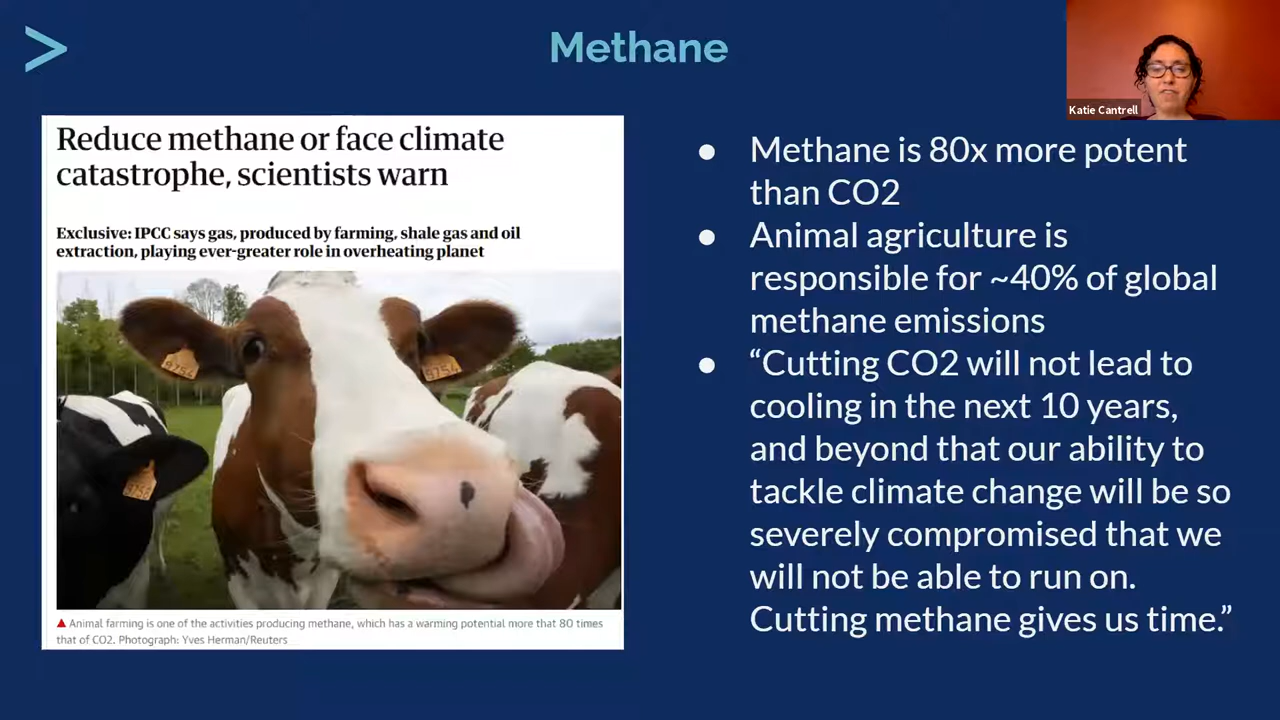 Methane
Katie Cantrell
Reduce methane or face climate
catastrophe, scientists warn
Exclusive: IPCC says gas, produced by farming, shale gas and oil
extraction, playing ever-greater role in overheating planet
9754
9754
▲ Animal farming is one of the activities producing methane, which has a warming potential more that 80 times
that of CO2. Photograph: Yves Herman/Reuters
● Methane is 80x more potent
than CO2
● Animal agriculture is
responsible for ~40% of global
methane emissions
● “Cutting CO2 will not lead to
cooling in the next 10 years,
and beyond that our ability to
tackle climate change will be so
severely compromised that we
will not be able to run on.
Cutting methane gives us time.”